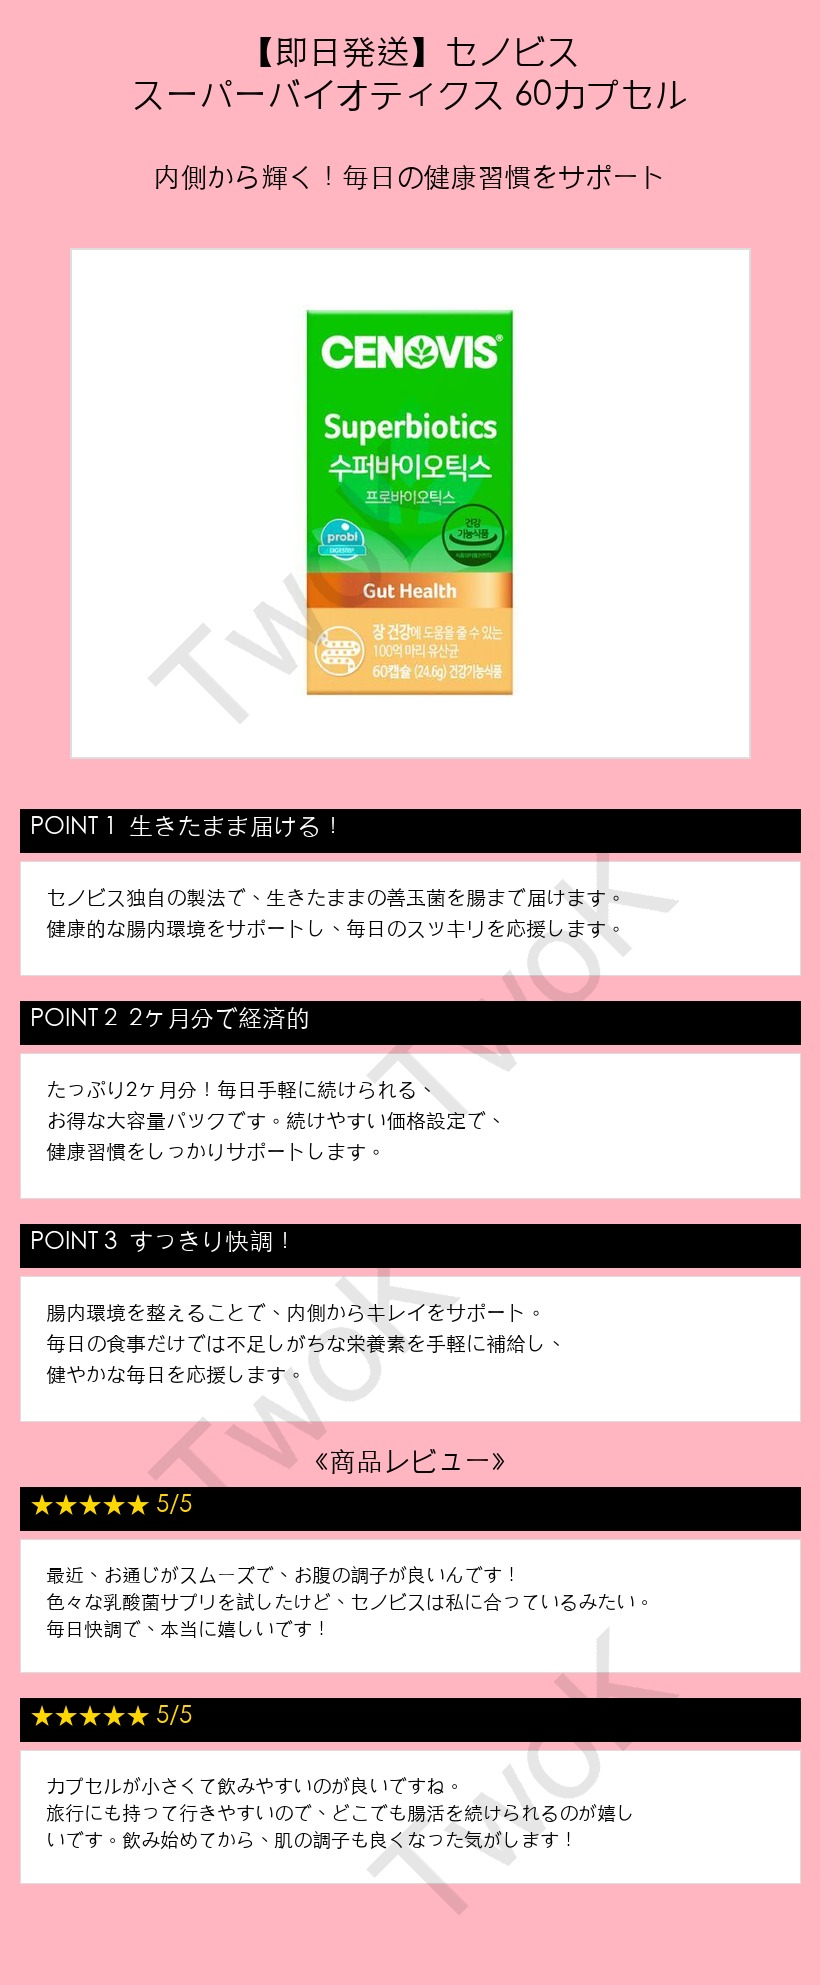 【即日発送】セノビス
スーパーバイオティクス 60カプセル
内側から輝く！毎日の健康習慣をサポート
CENOVIS®
Superbiotics
수퍼바이오틱스
프로바이오틱스
probi
DIGESTIS®
건강
기능식품
Gut Health
장 건강에 도움을 줄 수 있는
100억 마리 유산균
60캡슐 (24.6g) 건강기능식품
TwoK
POINT 1 生きたまま届ける！
セノビス独自の製法で、生きたままの善玉菌を腸まで届けます。
健康的な腸内環境をサポートし、毎日のスッキリを応援します。
TwoK
POINT 2 2ヶ月分で経済的
たっぷり2ヶ月分！毎日手軽に続けられる、
お得な大容量パックです。続けやすい価格設定で、
健康習慣をしっかりサポートします。
POINT 3 すっきり快調！
腸内環境を整えることで、内側からキレイをサポート。
毎日の食事だけでは不足しがちな栄養素を手軽に補給し、
健やかな毎日を応援します。
TwoK
《商品レビュー》
★★★★★ 5/5
最近、お通じがスムーズで、お腹の調子が良いんです！
色々な乳酸菌サプリを試したけど、セノビスは私に合っているみたい。
毎日快調で、本当に嬉しいです！
★★★★★ 5/5
カプセルが小さくて飲みやすいのが良いですね。
旅行にも持って行きやすいので、どこでも腸活を続けられるのが嬉し
いです。飲み始めてから、肌の調子も良くなった気がします！
TwoK